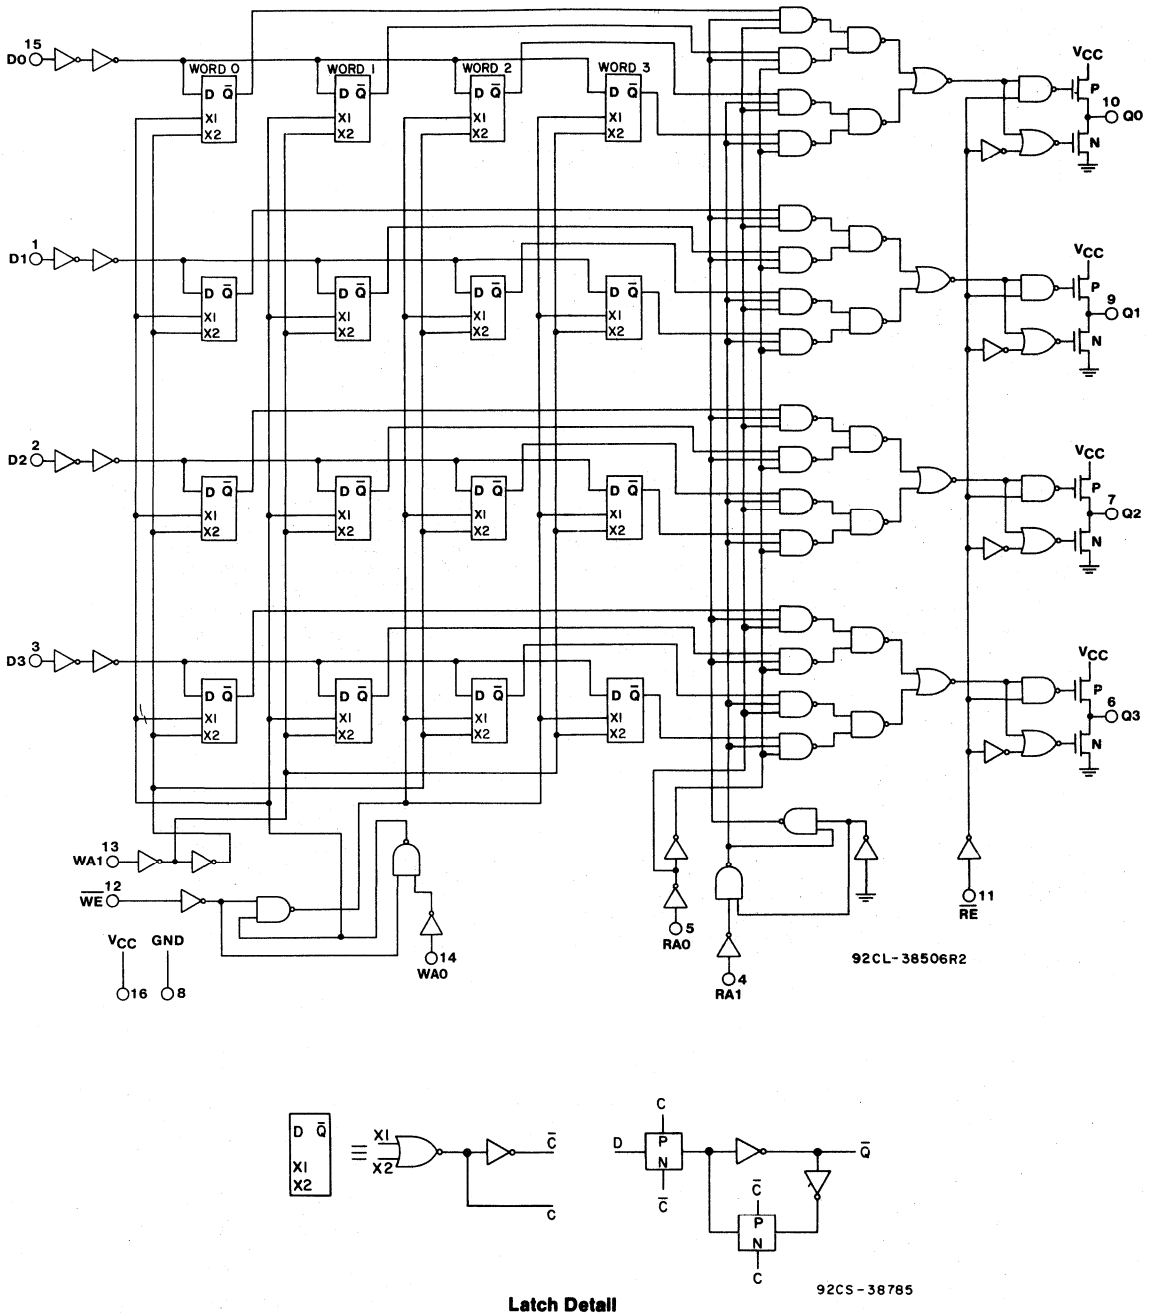 15
D0
WORD 0
WORD 1
WORD 2
WORD 3
D Q̅
X1
X2
D Q̅
X1
X2
D Q̅
X1
X2
D Q̅
X1
X2
VCC
P
10
Q0
N
1
D1
D Q̅
X1
X2
D Q̅
X1
X2
D Q̅
X1
X2
D Q̅
X1
X2
VCC
P
9
Q1
N
2
D2
D Q̅
X1
X2
D Q̅
X1
X2
D Q̅
X1
X2
D Q̅
X1
X2
VCC
P
7
Q2
N
3
D3
D Q̅
X1
X2
D Q̅
X1
X2
D Q̅
X1
X2
D Q̅
X1
X2
VCC
P
6
Q3
N
13
WA1
12
W̅E̅
VCC
GND
16
8
14
WA0
5
RA0
4
RA1
11
R̅E̅
92CL-38506R2
D Q̅
X1
X2
≡
X1
X2
C̅
C
C
D
P
N
C̅
Q̅
C̅
P
N
C
92CS-38785
Latch Detail